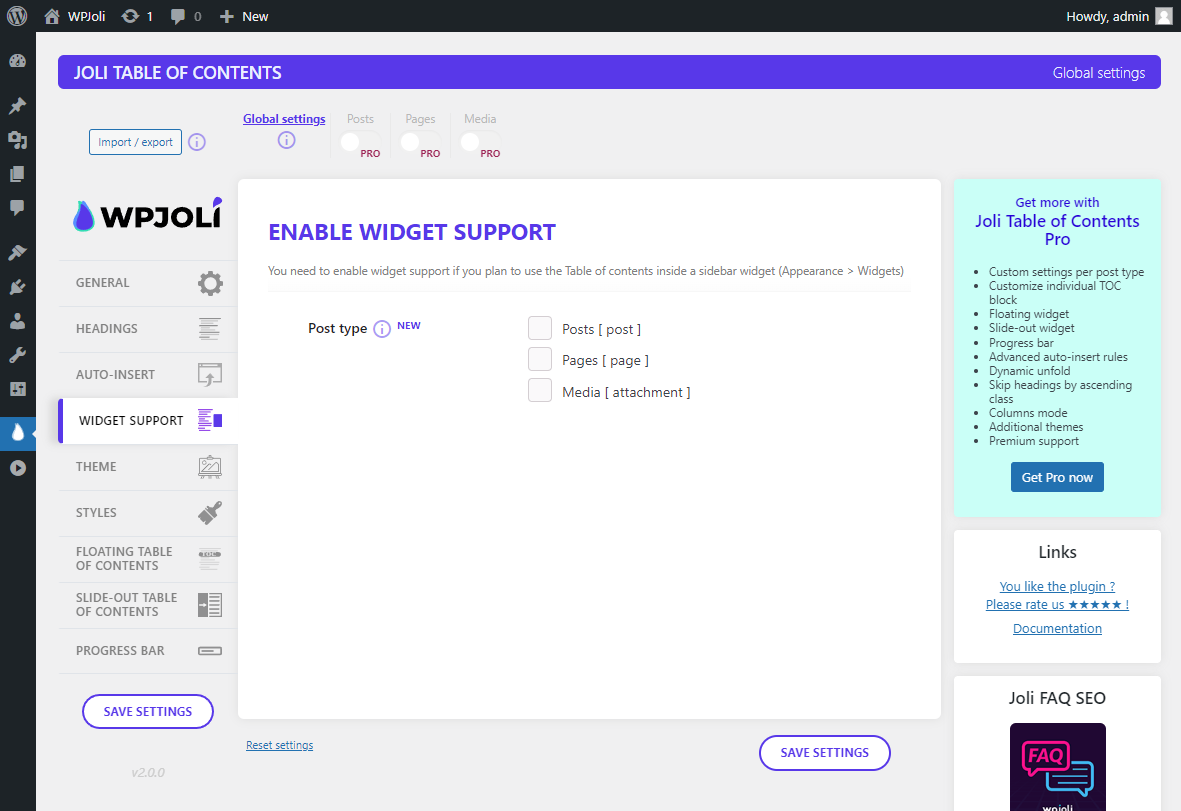 WPJoli 1 0 New Howdy, admin
JOLI TABLE OF CONTENTS Global settings
Import / export
Global settings Posts Pages Media
PRO PRO PRO
WPJOLI
GENERAL
HEADINGS
AUTO-INSERT
WIDGET SUPPORT
THEME
STYLES
FLOATING TABLE
OF CONTENTS
TOC
SLIDE-OUT TABLE
OF CONTENTS
PROGRESS BAR
SAVE SETTINGS
v2.0.0
ENABLE WIDGET SUPPORT
You need to enable widget support if you plan to use the Table of contents inside a sidebar widget (Appearance > Widgets)
Post type NEW
Posts [ post ]
Pages [ page ]
Media [ attachment ]
Reset settings
SAVE SETTINGS
Get more with
Joli Table of Contents
Pro
• Custom settings per post type
• Customize individual TOC
block
• Floating widget
• Slide-out widget
• Progress bar
• Advanced auto-insert rules
• Dynamic unfold
• Skip headings by ascending
class
• Columns mode
• Additional themes
• Premium support
Get Pro now
Links
You like the plugin ?
Please rate us ★★★★★ !
Documentation
Joli FAQ SEO
FAQ
wpjoli